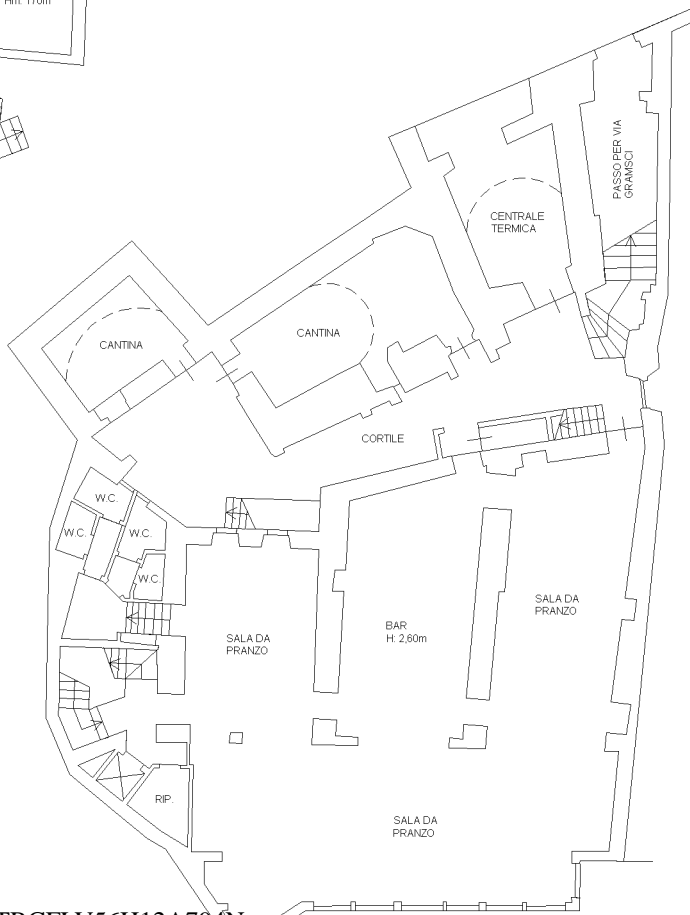 PASSO PER VIA
GRAMSCI
CENTRALE
TERMICA
CANTINA
CANTINA
CORTILE
W.C.
W.C.
W.C.
W.C.
SALA DA
PRANZO
BAR
H: 2,60m
SALA DA
PRANZO
RIP.
SALA DA
PRANZO